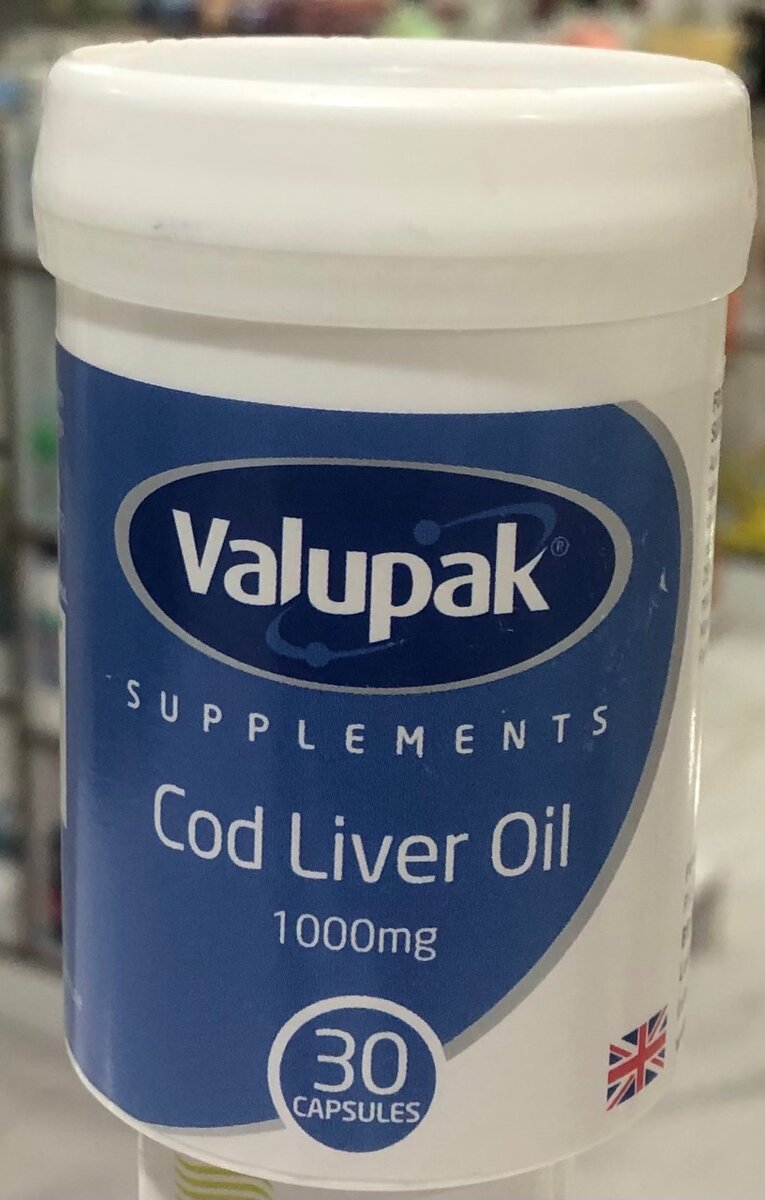 Valupak®
SUPPLEMENTS
Cod Liver Oil
1000mg
30
CAPSULES